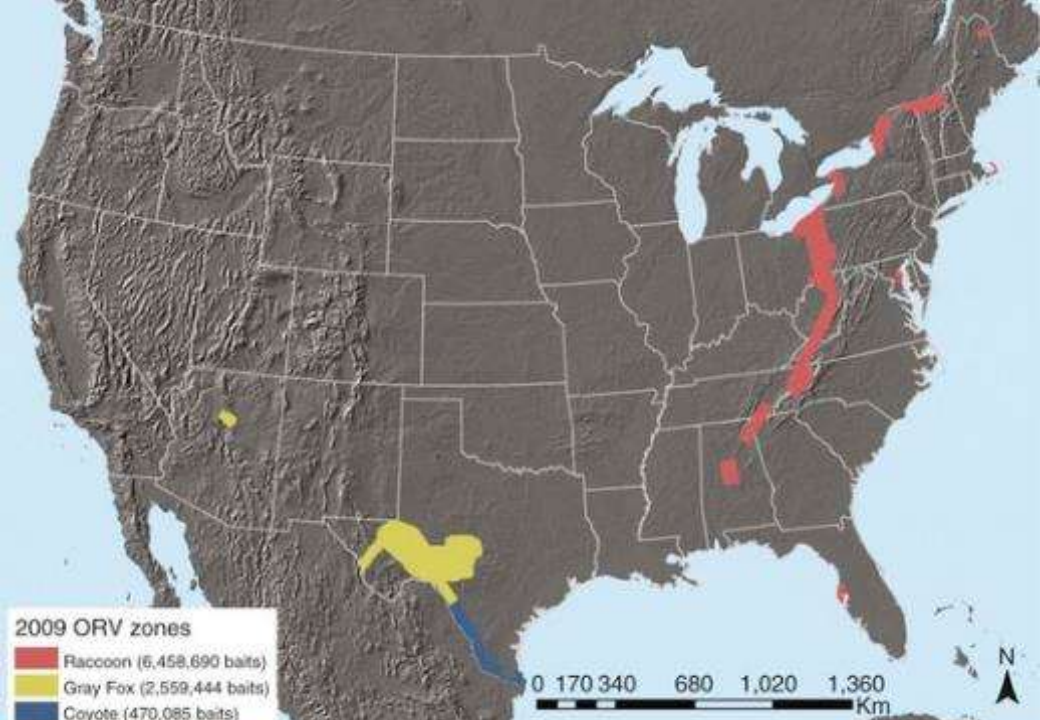 2009 ORV zones
Raccoon (6,458,690 baits)
Gray Fox (2,559,444 baits)
Coyote (470,085 baits)
0 170 340 680 1,020 1,360
Km
N